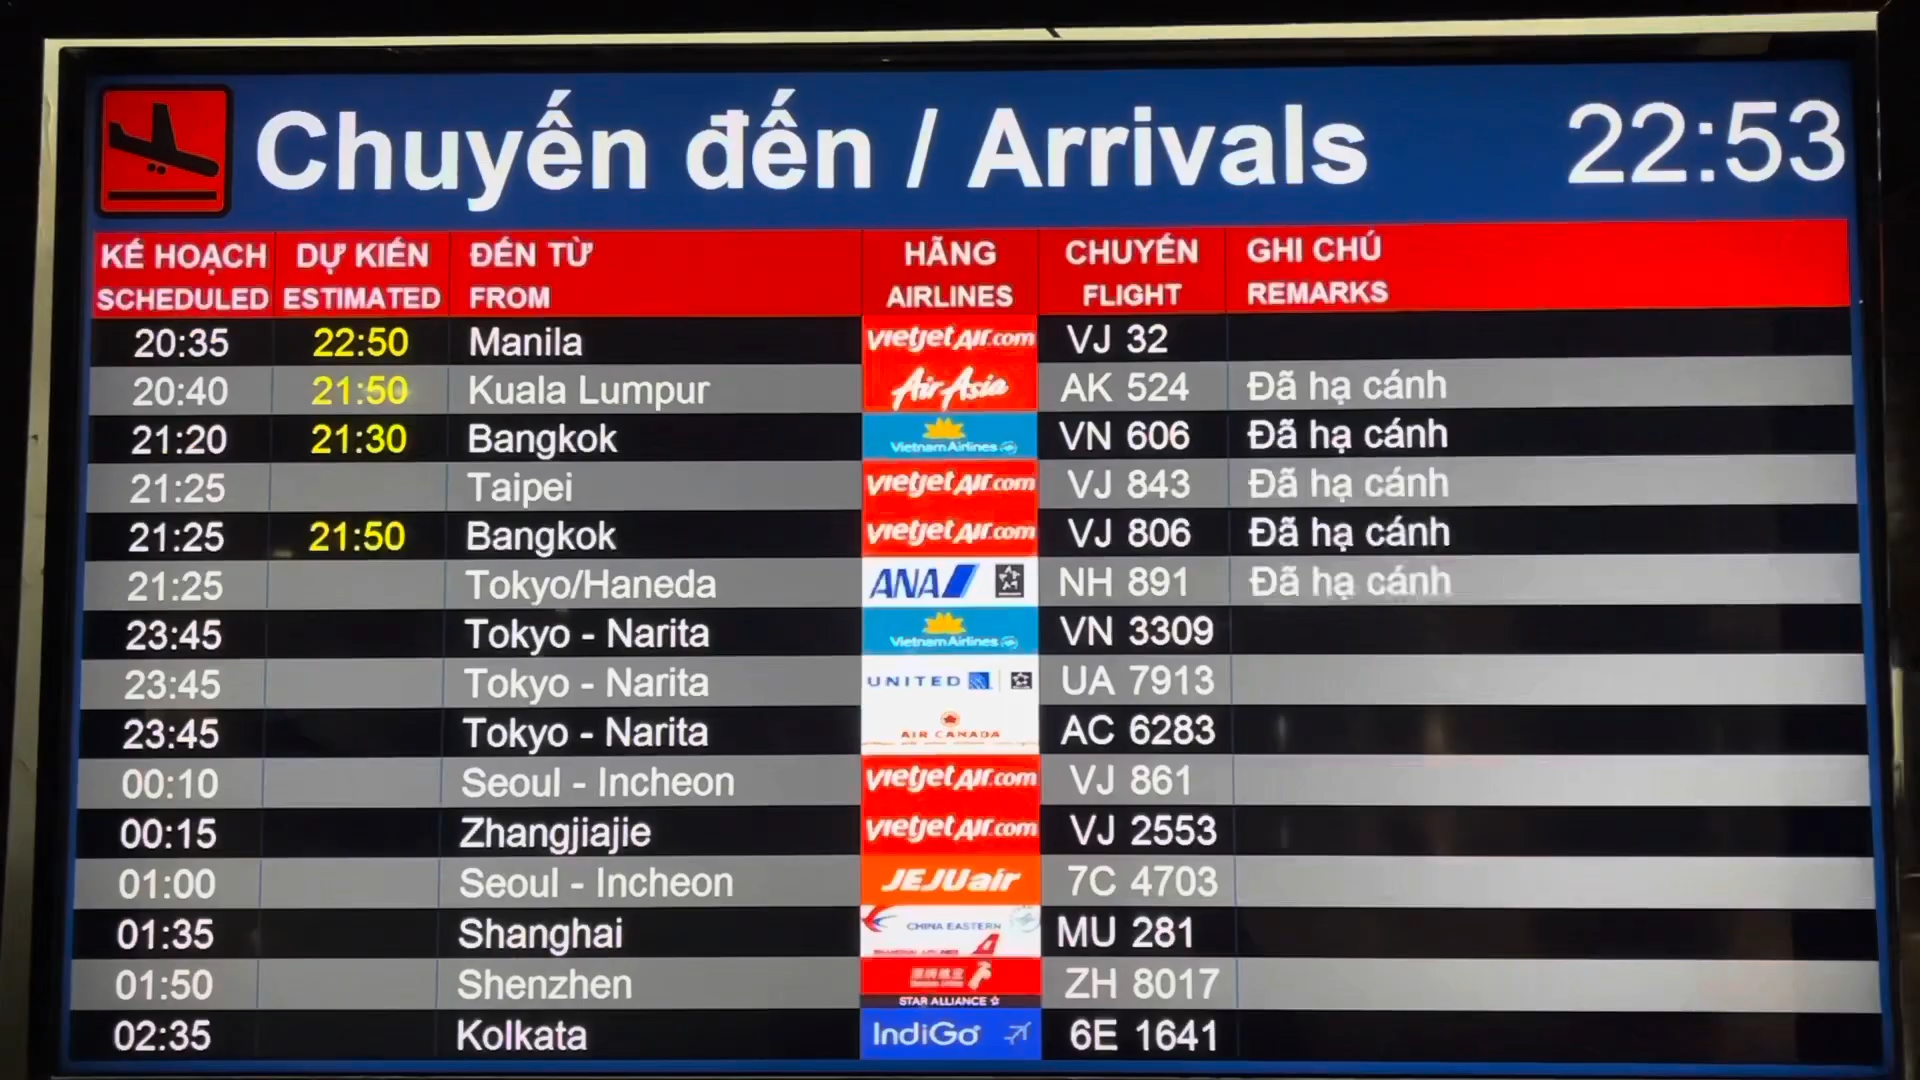 Chuyến đến / Arrivals 22:53
KẾ HOẠCH DỰ KIẾN ĐẾN TỪ HÃNG CHUYẾN GHI CHÚ
SCHEDULED ESTIMATED FROM AIRLINES FLIGHT REMARKS
20:35 22:50 Manila vietjetAir.com VJ 32
20:40 21:50 Kuala Lumpur AirAsia AK 524 Đã hạ cánh
21:20 21:30 Bangkok Vietnam Airlines VN 606 Đã hạ cánh
21:25 Taipei vietjetAir.com VJ 843 Đã hạ cánh
21:25 21:50 Bangkok vietjetAir.com VJ 806 Đã hạ cánh
21:25 Tokyo/Haneda ANA NH 891 Đã hạ cánh
23:45 Tokyo - Narita Vietnam Airlines VN 3309
23:45 Tokyo - Narita UNITED UA 7913
23:45 Tokyo - Narita AIR CANADA AC 6283
00:10 Seoul - Incheon vietjetAir.com VJ 861
00:15 Zhangjiajie vietjetAir.com VJ 2553
01:00 Seoul - Incheon JEJUair 7C 4703
01:35 Shanghai CHINA EASTERN MU 281
01:50 Shenzhen STAR ALLIANCE ZH 8017
02:35 Kolkata IndiGo 6E 1641